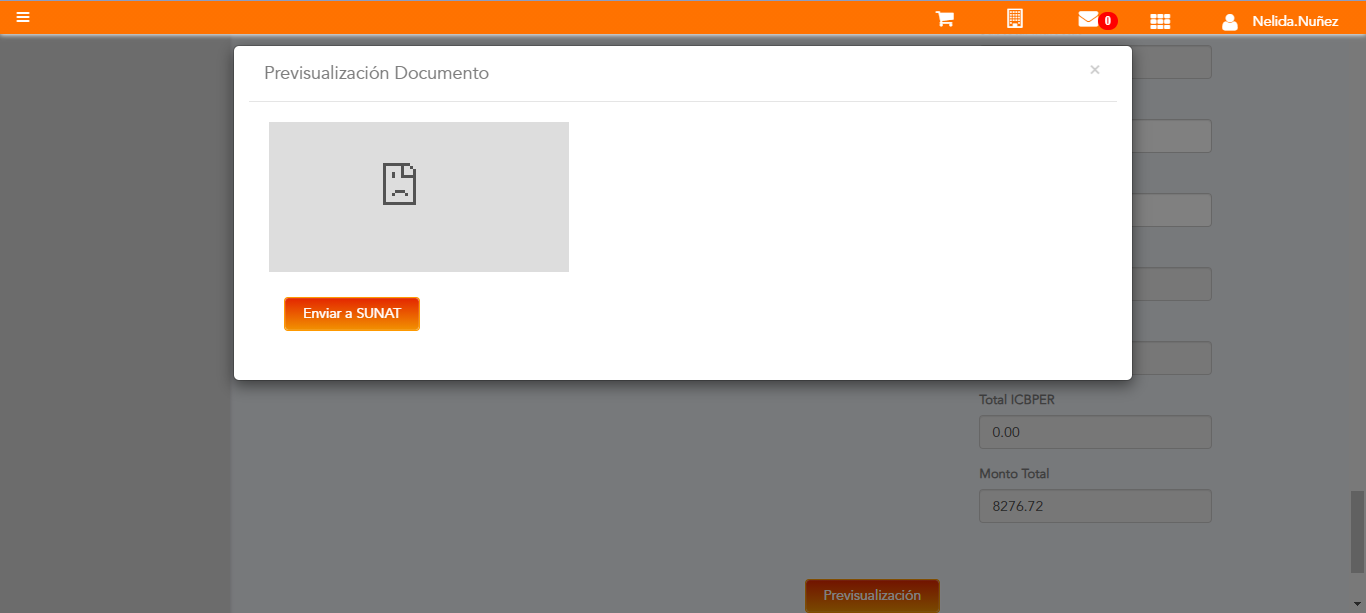 0
Nelida.Nuñez
Previsualización Documento
×
Enviar a SUNAT
Total ICBPER
0.00
Monto Total
8276.72
Previsualización